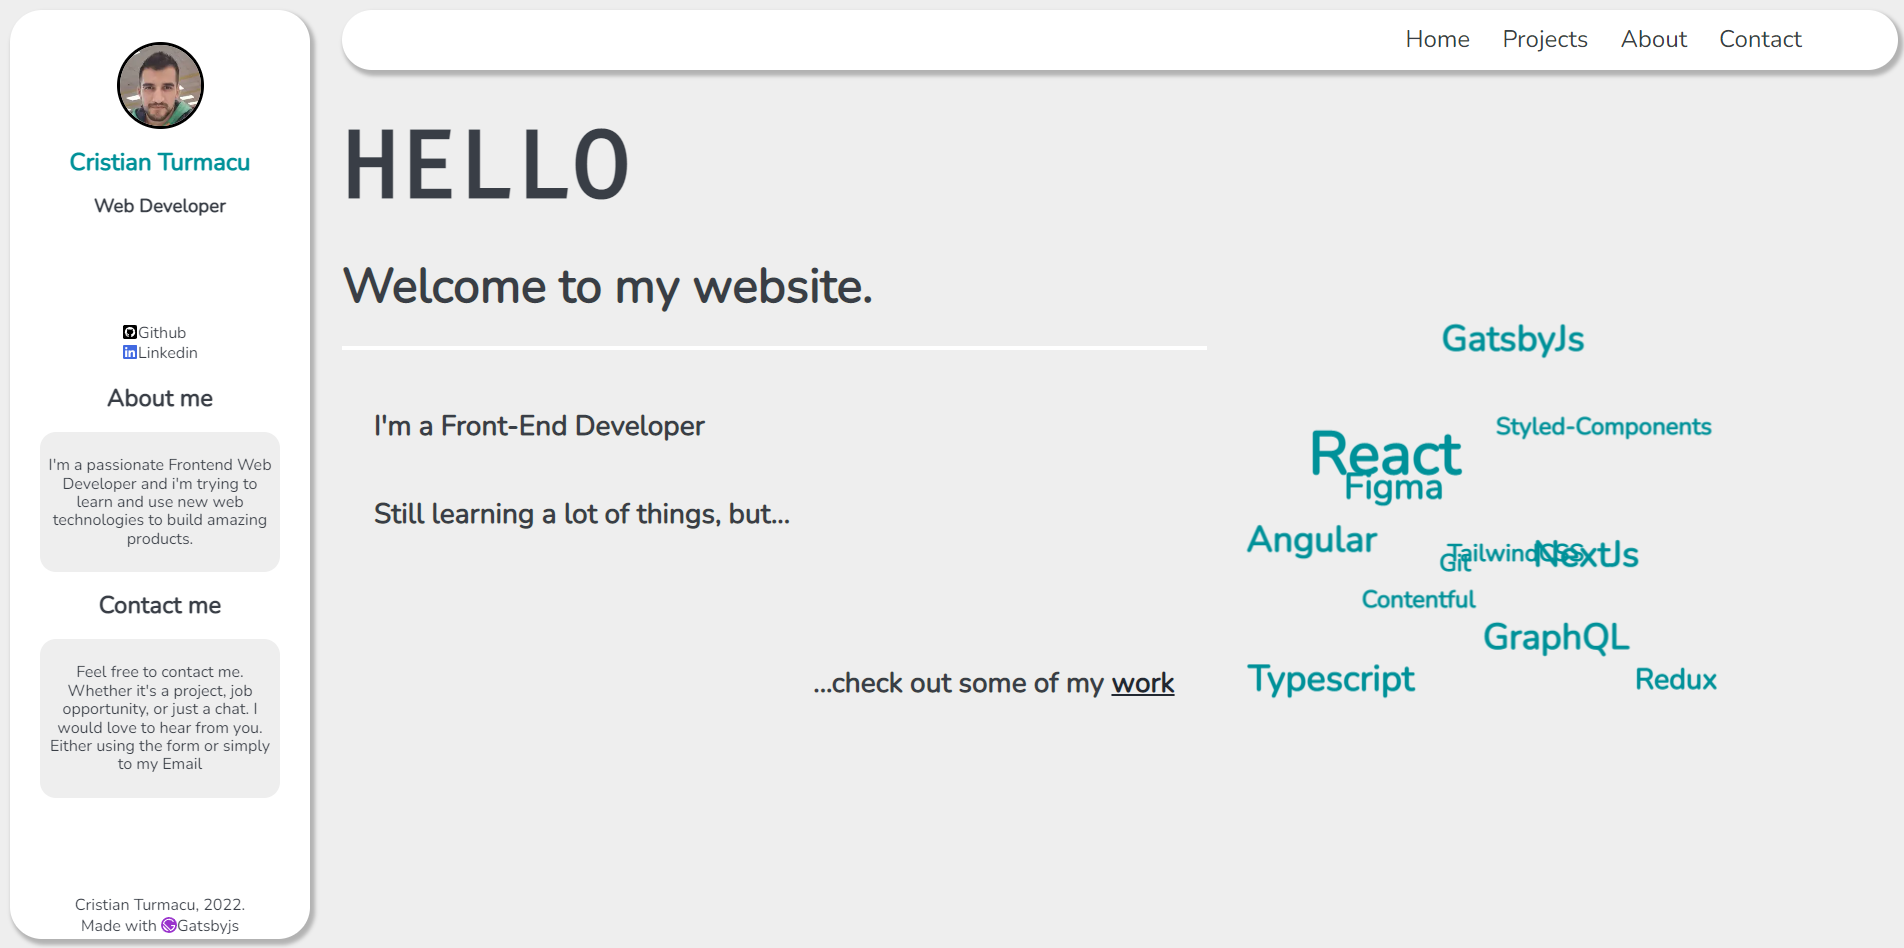 Cristian Turmacu
Web Developer
Github
Linkedin
About me
I'm a passionate Frontend Web
Developer and i'm trying to
learn and use new web
technologies to build amazing
products.
Contact me
Feel free to contact me.
Whether it's a project, job
opportunity, or just a chat. I
would love to hear from you.
Either using the form or simply
to my Email
Cristian Turmacu, 2022.
Made with Gatsbyjs
Home Projects About Contact
HELLO
Welcome to my website.
I'm a Front-End Developer
Still learning a lot of things, but...
...check out some of my work
GatsbyJs
Styled-Components
React
Figma
Angular
TailwindCSS
NextJs
Git
Contentful
GraphQL
Typescript
Redux